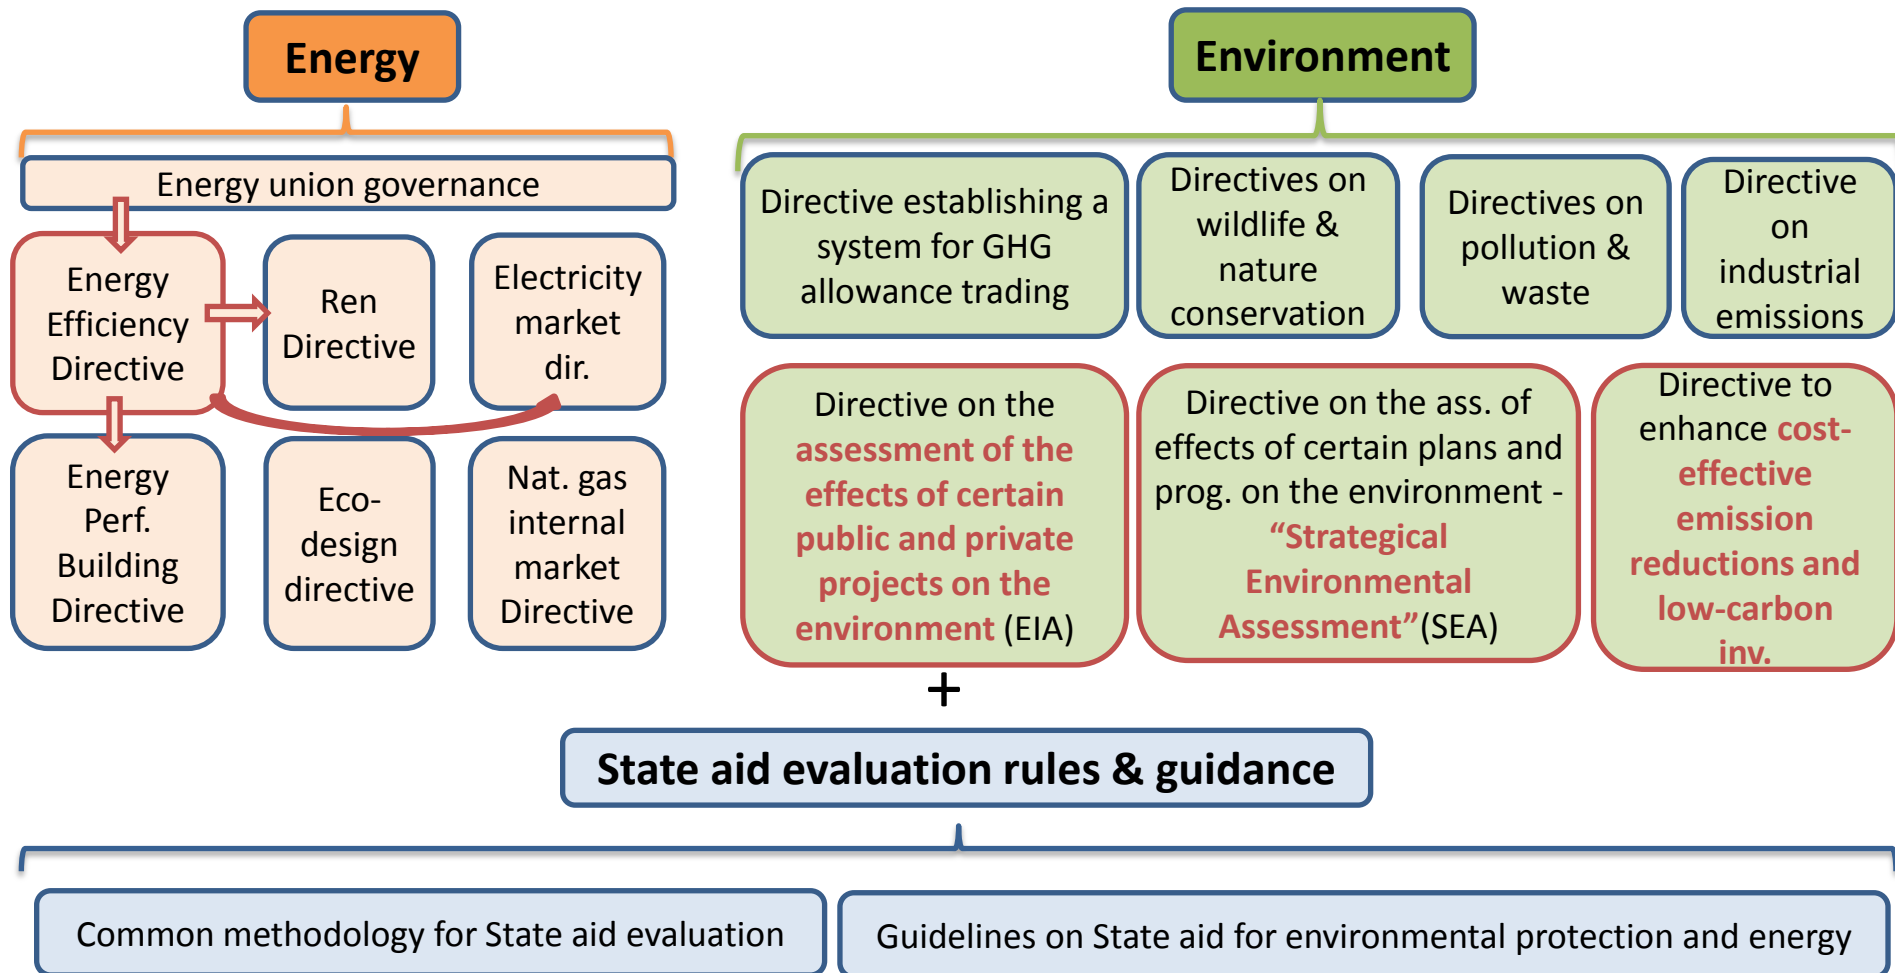 Energy
Environment
Energy union governance
Energy
Efficiency
Directive
Ren
Directive
Electricity
market
dir.
Energy
Perf.
Building
Directive
Eco-
design
directive
Nat. gas
internal
market
Directive
Directive establishing a
system for GHG
allowance trading
Directives on
wildlife &
nature
conservation
Directives on
pollution &
waste
Directive
on
industrial
emissions
Directive on the
assessment of the
effects of certain
public and private
projects on the
environment (EIA)
Directive on the ass. of
effects of certain plans and
prog. on the environment -
“Strategical
Environmental
Assessment”(SEA)
Directive to
enhance cost-
effective
emission
reductions and
low-carbon
inv.
+
State aid evaluation rules & guidance
Common methodology for State aid evaluation
Guidelines on State aid for environmental protection and energy